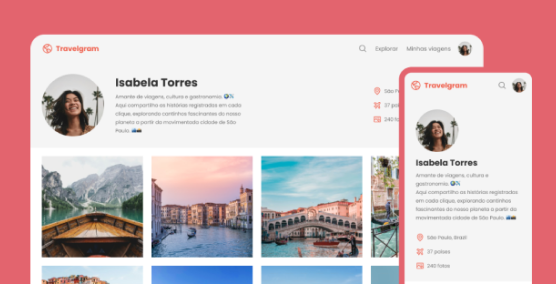 Travelgram
Explorar
Minhas viagens
Isabela Torres
Amante de viagens, cultura e gastronomia.
Aqui compartilho as histórias registradas em cada
clique, explorando cantinhos fascinantes do nosso
planeta a partir da movimentada cidade de São
Paulo.
São P
37 paí
240 fot
Travelgram
Isabela Torres
Amante de viagens, cultura e
gastronomia.
Aqui compartilho as histórias registradas
em cada clique, explorando cantinhos
fascinantes do nosso planeta a partir da
movimentada cidade de São Paulo.
São Paulo, Brasil
37 países
240 fotos